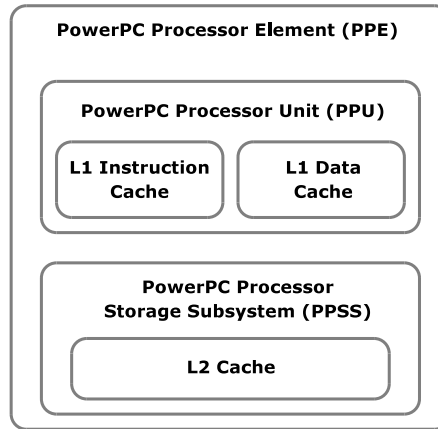 PowerPC Processor Element (PPE)
PowerPC Processor Unit (PPU)
L1 Instruction
Cache
L1 Data
Cache
PowerPC Processor
Storage Subsystem (PPSS)
L2 Cache